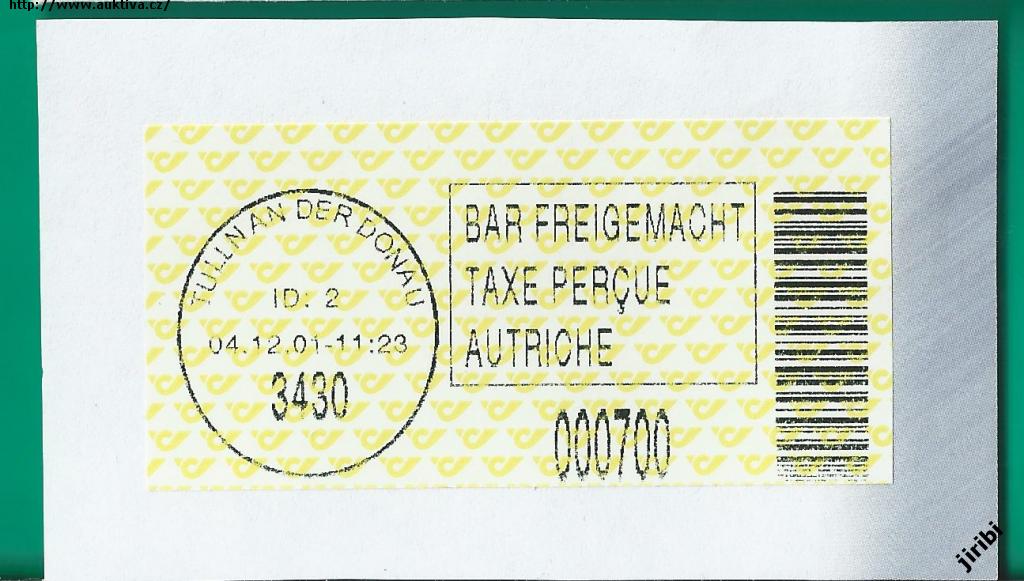 http://www.auktiva.cz/
TULLN AN DER DONAU
ID: 2
04.12.01-11:23
3430
BAR FREIGEMACHT
TAXE PERÇUE
AUTRICHE
000700
jiribi